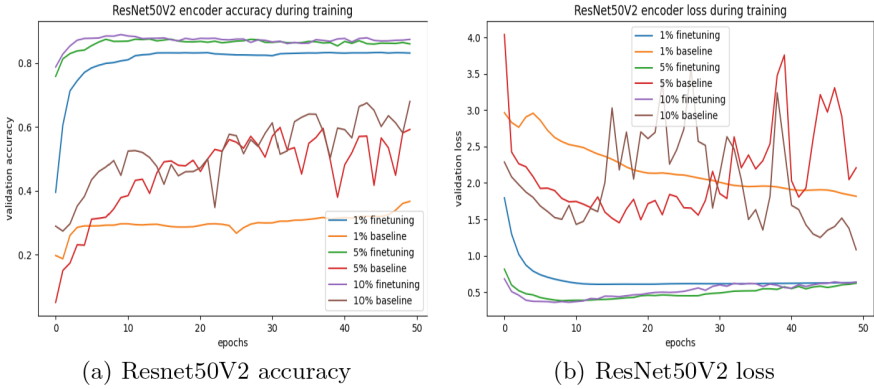 ResNet50V2 encoder accuracy during training
validation accuracy
0.8
0.6
0.4
0.2
0
10
20
30
40
50
epochs
1% finetuning
1% baseline
5% finetuning
5% baseline
10% finetuning
10% baseline
(a) Resnet50V2 accuracy
ResNet50V2 encoder loss during training
validation loss
4.0
3.5
3.0
2.5
2.0
1.5
1.0
0.5
0
10
20
30
40
50
epochs
1% finetuning
1% baseline
5% finetuning
5% baseline
10% finetuning
10% baseline
(b) ResNet50V2 loss